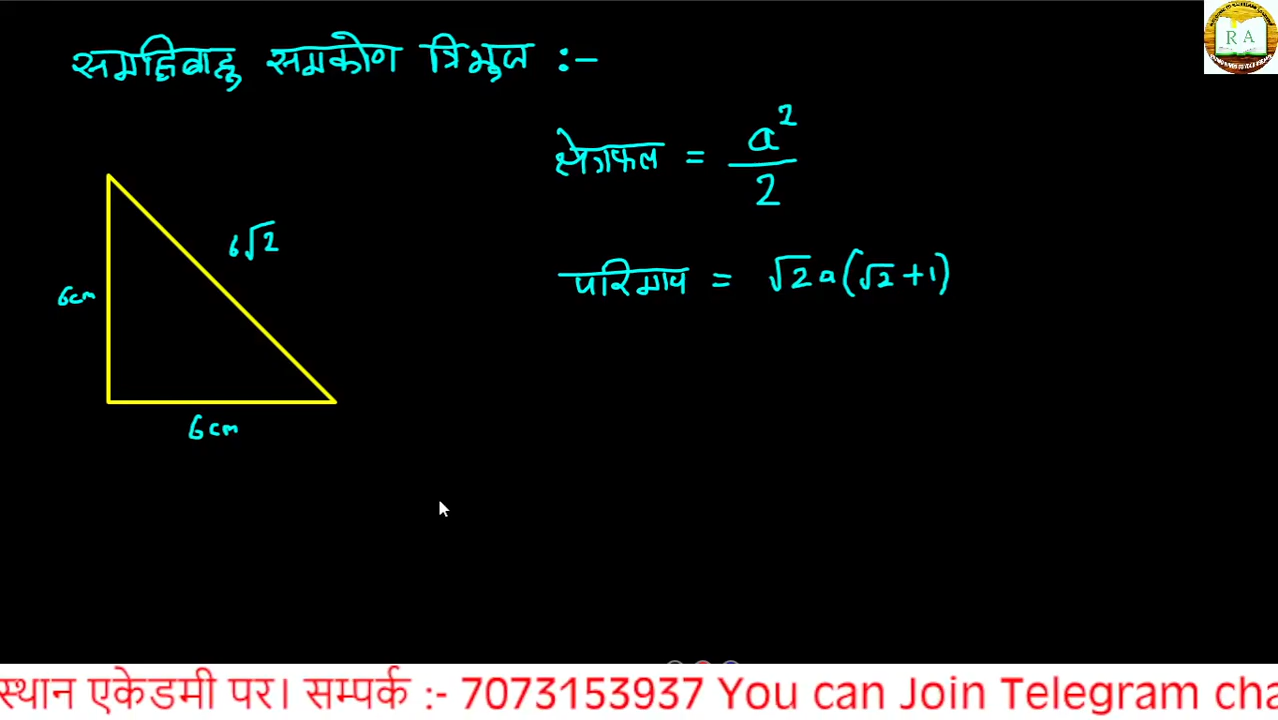 समद्विबाहु समकोण त्रिभुज :-
क्षेत्रफल = a²/2
6√2
परिमाप = √2 a(√2+1)
6cm
6cm
R A
स्थान एकेडमी पर। सम्पर्क :- 7073153937 You can Join Telegram cha